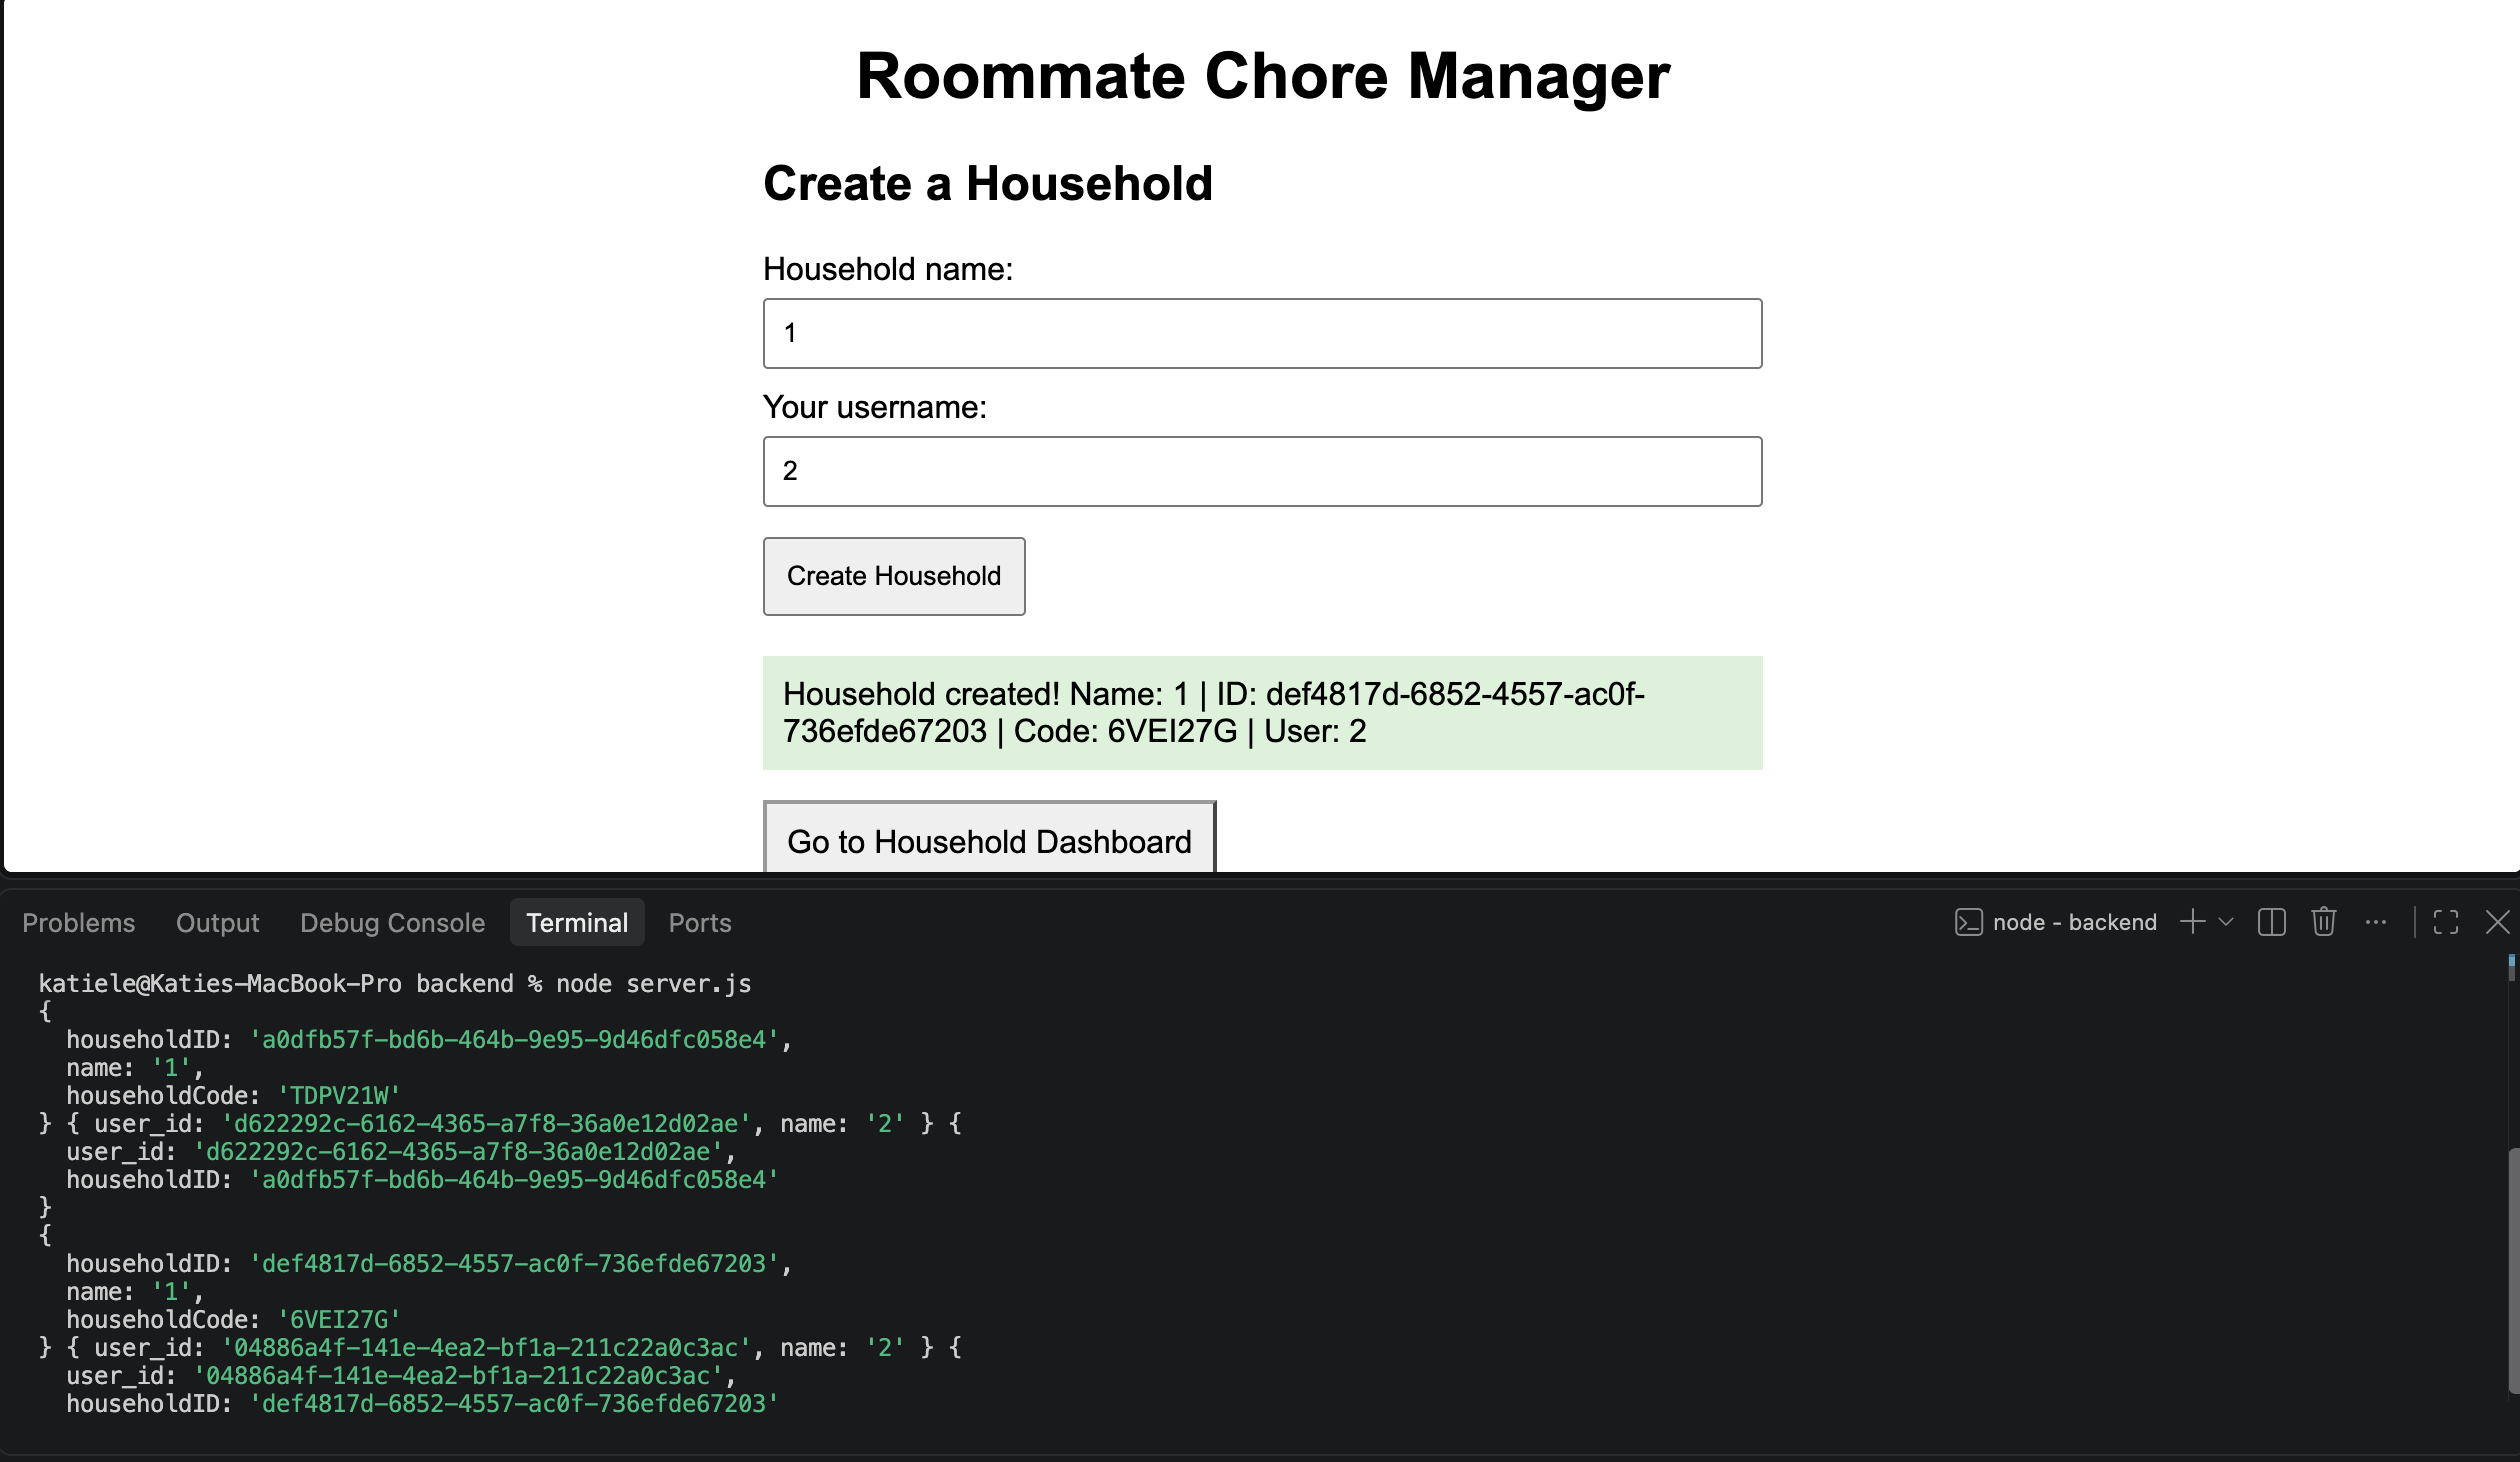 Roommate Chore Manager
Create a Household
Household name:
1
Your username:
2
Create Household
Household created! Name: 1 | ID: def4817d-6852-4557-ac0f-
736efde67203 | Code: 6VEI27G | User: 2
Go to Household Dashboard
Problems Output Debug Console Terminal Ports node - backend
katiele@Katies-MacBook-Pro backend % node server.js
{
  householdID: 'a0dfb57f-bd6b-464b-9e95-9d46dfc058e4',
  name: '1',
  householdCode: 'TDPV21W'
} { user_id: 'd622292c-6162-4365-a7f8-36a0e12d02ae', name: '2' } {
  user_id: 'd622292c-6162-4365-a7f8-36a0e12d02ae',
  householdID: 'a0dfb57f-bd6b-464b-9e95-9d46dfc058e4'
}
{
  householdID: 'def4817d-6852-4557-ac0f-736efde67203',
  name: '1',
  householdCode: '6VEI27G'
} { user_id: '04886a4f-141e-4ea2-bf1a-211c22a0c3ac', name: '2' } {
  user_id: '04886a4f-141e-4ea2-bf1a-211c22a0c3ac',
  householdID: 'def4817d-6852-4557-ac0f-736efde67203'